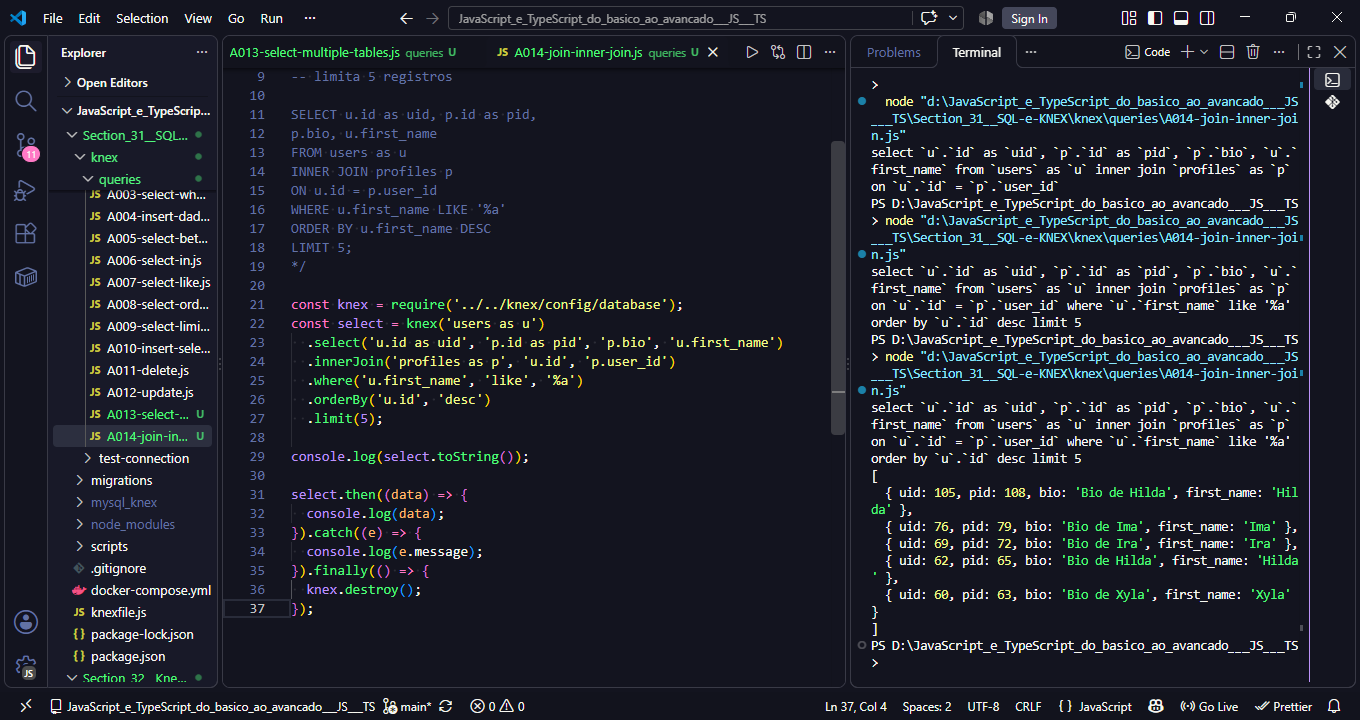 File Edit Selection View Go Run ··· JavaScript_e_TypeScript_do_basico_ao_avancado___JS___TS Sign In
Explorer ···
Open Editors
JavaScript_e_TypeScrip...
Section_31__SQL...
knex
queries
JS A003-select-wh...
JS A004-insert-dad...
JS A005-select-bet...
JS A006-select-in.js
JS A007-select-like.js
JS A008-select-ord...
JS A009-select-limi...
JS A010-insert-sele...
JS A011-delete.js
JS A012-update.js
JS A013-select-... U
JS A014-join-in... U
test-connection
migrations
mysql_knex
node_modules
scripts
.gitignore
docker-compose.yml
JS knexfile.js
{} package-lock.json
{} package.json
Section_32__Kne...
11
JS
A013-select-multiple-tables.js queries U JS A014-join-inner-join.js queries U
9 -- limita 5 registros
10
11 SELECT u.id as uid, p.id as pid,
12 p.bio, u.first_name
13 FROM users as u
14 INNER JOIN profiles p
15 ON u.id = p.user_id
16 WHERE u.first_name LIKE '%a'
17 ORDER BY u.first_name DESC
18 LIMIT 5;
19 */
20
21 const knex = require('../../knex/config/database');
22 const select = knex('users as u')
23 .select('u.id as uid', 'p.id as pid', 'p.bio', 'u.first_name')
24 .innerJoin('profiles as p', 'u.id', 'p.user_id')
25 .where('u.first_name', 'like', '%a')
26 .orderBy('u.id', 'desc')
27 .limit(5);
28
29 console.log(select.toString());
30
31 select.then((data) => {
32 console.log(data);
33 }).catch((e) => {
34 console.log(e.message);
35 }).finally(() => {
36 knex.destroy();
37 });
Problems Terminal ··· Code
>
node "d:\JavaScript_e_TypeScript_do_basico_ao_avancado___JS
___TS\Section_31__SQL-e-KNEX\knex\queries\A014-join-inner-joi
n.js"
select `u`.`id` as `uid`, `p`.`id` as `pid`, `p`.`bio`, `u`.`
first_name` from `users` as `u` inner join `profiles` as `p`
on `u`.`id` = `p`.`user_id`
PS D:\JavaScript_e_TypeScript_do_basico_ao_avancado___JS___TS
> node "d:\JavaScript_e_TypeScript_do_basico_ao_avancado___JS
___TS\Section_31__SQL-e-KNEX\knex\queries\A014-join-inner-joi
n.js"
select `u`.`id` as `uid`, `p`.`id` as `pid`, `p`.`bio`, `u`.`
first_name` from `users` as `u` inner join `profiles` as `p`
on `u`.`id` = `p`.`user_id` where `u`.`first_name` like '%a'
order by `u`.`id` desc limit 5
PS D:\JavaScript_e_TypeScript_do_basico_ao_avancado___JS___TS
> node "d:\JavaScript_e_TypeScript_do_basico_ao_avancado___JS
___TS\Section_31__SQL-e-KNEX\knex\queries\A014-join-inner-joi
n.js"
select `u`.`id` as `uid`, `p`.`id` as `pid`, `p`.`bio`, `u`.`
first_name` from `users` as `u` inner join `profiles` as `p`
on `u`.`id` = `p`.`user_id` where `u`.`first_name` like '%a'
order by `u`.`id` desc limit 5
[
{ uid: 105, pid: 108, bio: 'Bio de Hilda', first_name: 'Hil
da' },
{ uid: 76, pid: 79, bio: 'Bio de Ima', first_name: 'Ima' },
{ uid: 69, pid: 72, bio: 'Bio de Ira', first_name: 'Ira' },
{ uid: 62, pid: 65, bio: 'Bio de Hilda', first_name: 'Hilda
' },
{ uid: 60, pid: 63, bio: 'Bio de Xyla', first_name: 'Xyla'
}
]
PS D:\JavaScript_e_TypeScript_do_basico_ao_avancado___JS___TS
>
JavaScript_e_TypeScript_do_basico_ao_avancado___JS___TS main* 0 0 Ln 37, Col 4 Spaces: 2 UTF-8 CRLF {} JavaScript Go Live Prettier